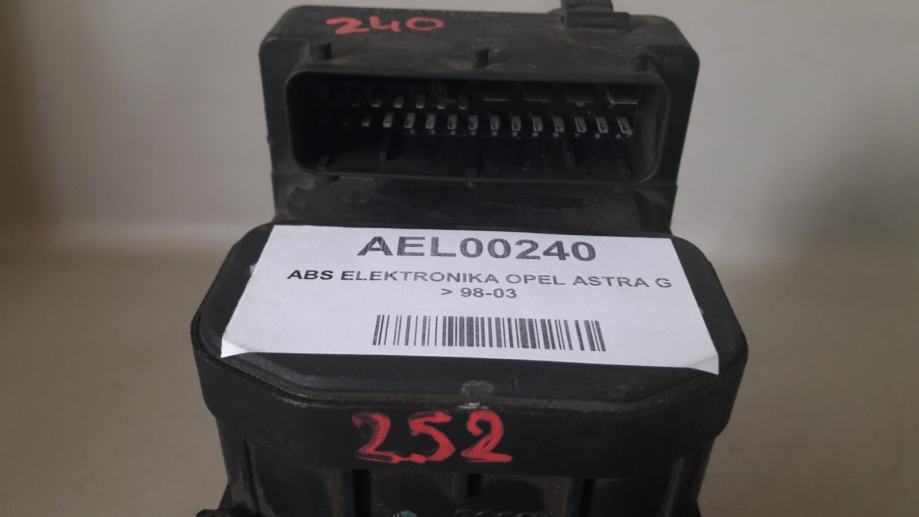 240
AEL00240
ABS ELEKTRONIKA OPEL ASTRA G
> 98-03
252